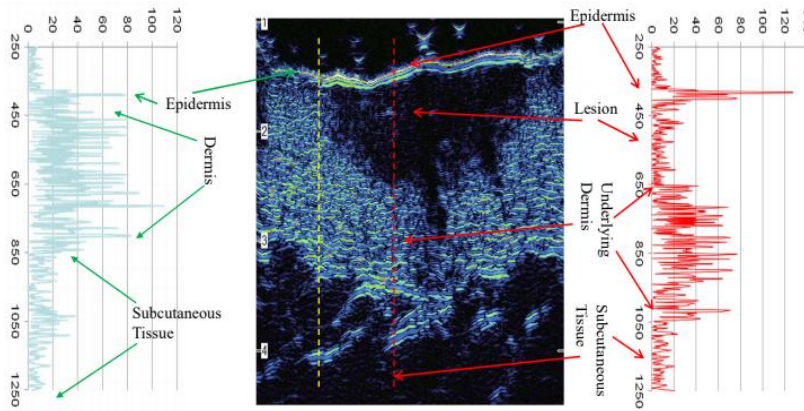 0 20 40 60 80 100 120
250
450
650
850
1050
1250
Epidermis
Dermis
Subcutaneous
Tissue
1
2
3
4
Epidermis
Lesion
Underlying
Dermis
Subcutaneous
Tissue
0 20 40 60 80 100 120
250
450
650
850
1050
1250